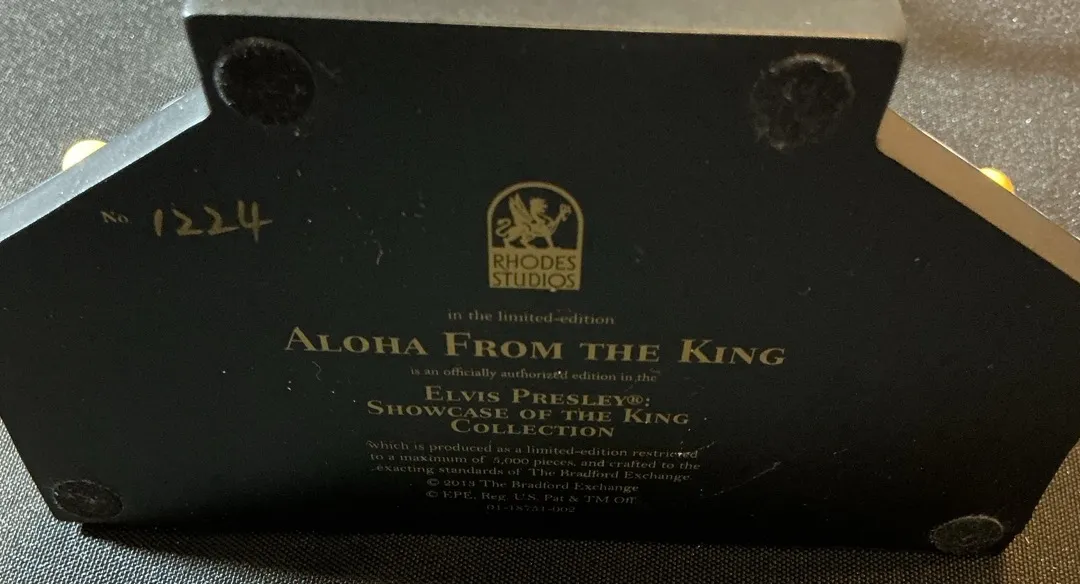 No 1224
RHODES
STUDIOS
in the limited-edition
ALOHA FROM THE KING
is an officially authorized edition in the
ELVIS PRESLEY®:
SHOWCASE OF THE KING
COLLECTION
which is produced as a limited-edition restricted
to a maximum of 5,000 pieces, and crafted to the
exacting standards of The Bradford Exchange
© 2013 The Bradford Exchange
© EPE, Reg. U.S. Pat & TM Off.
01-18751-002